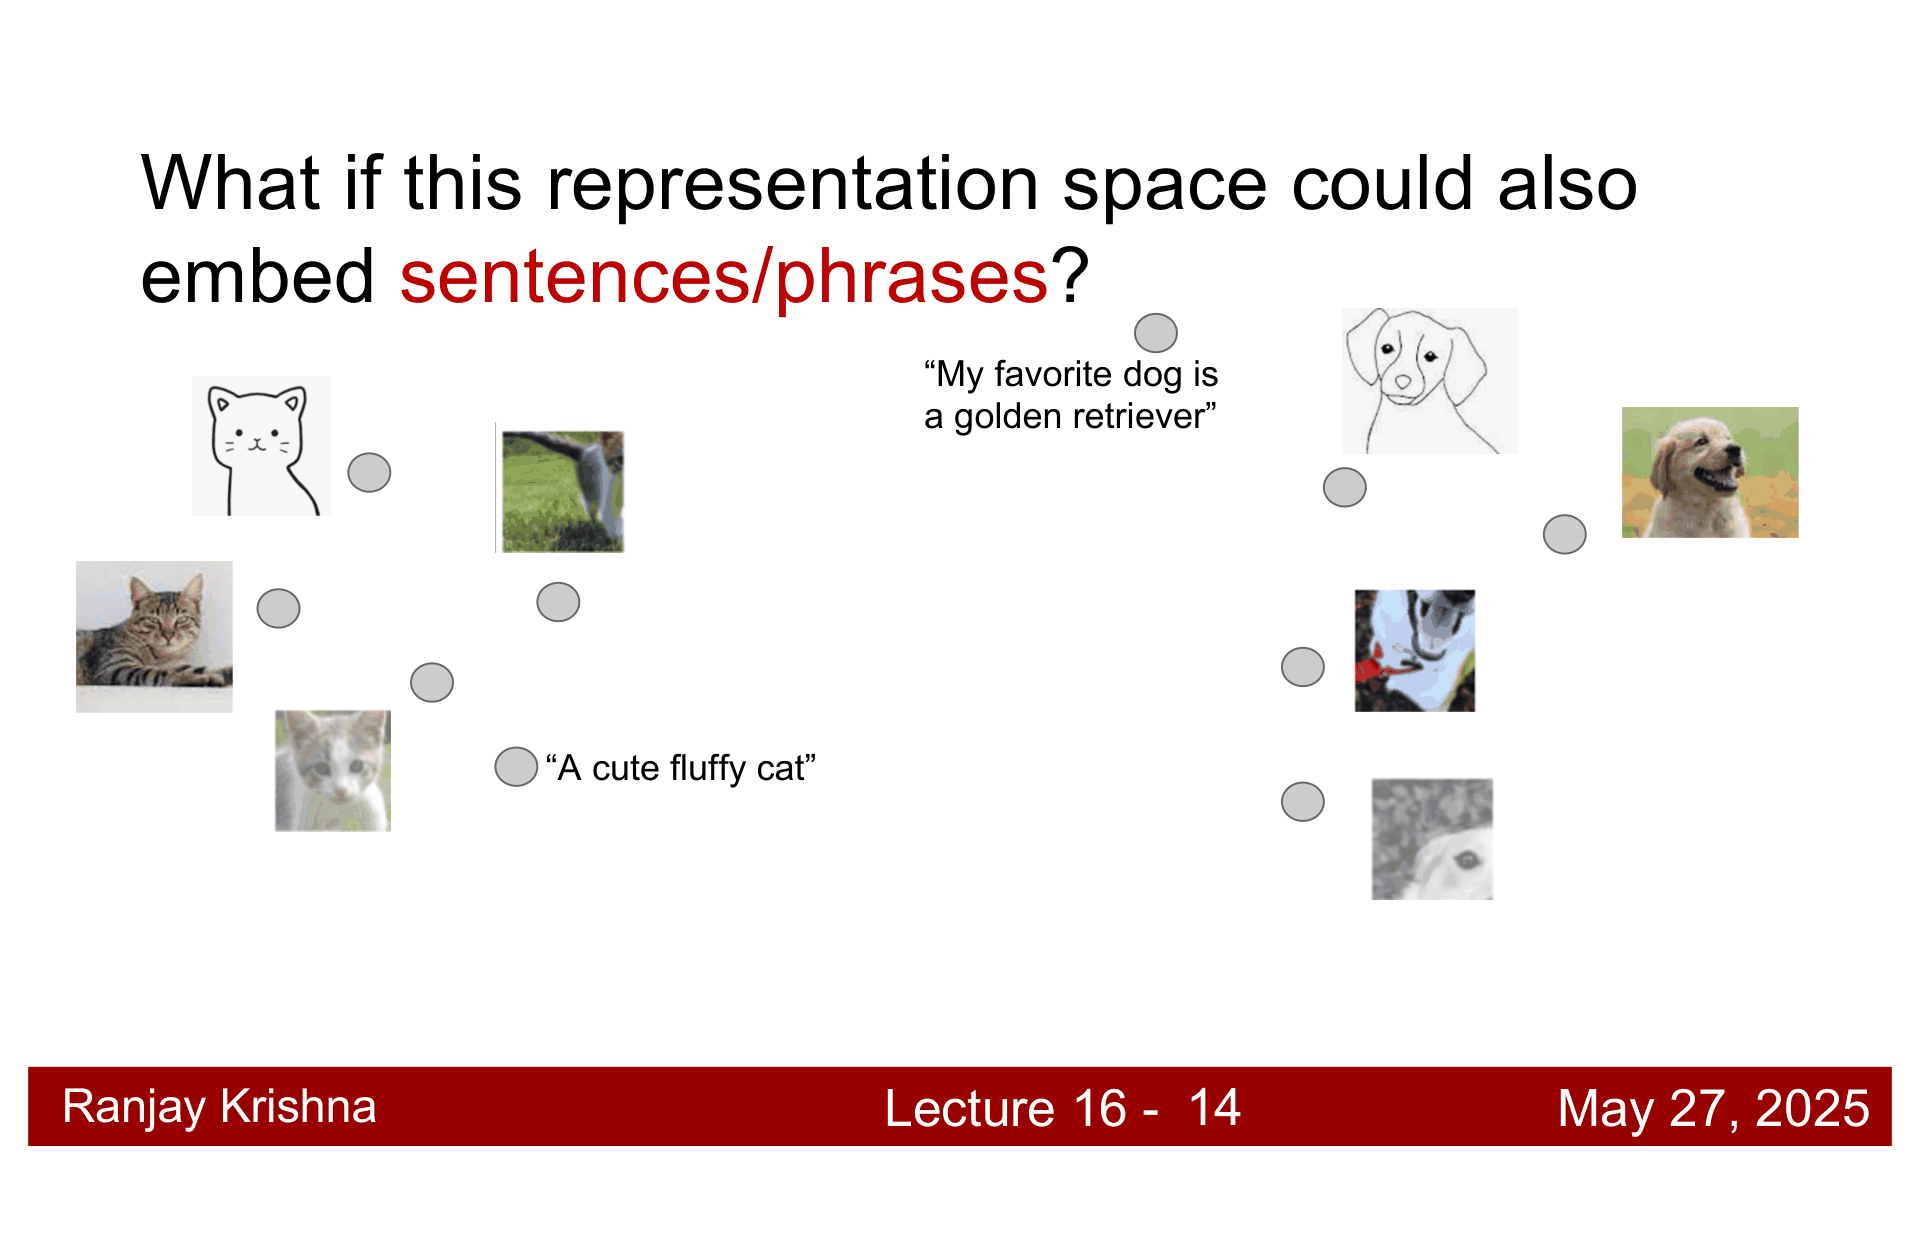 What if this representation space could also
embed sentences/phrases?
“My favorite dog is
a golden retriever”
“A cute fluffy cat”
Ranjay Krishna
Lecture 16 - 14
May 27, 2025